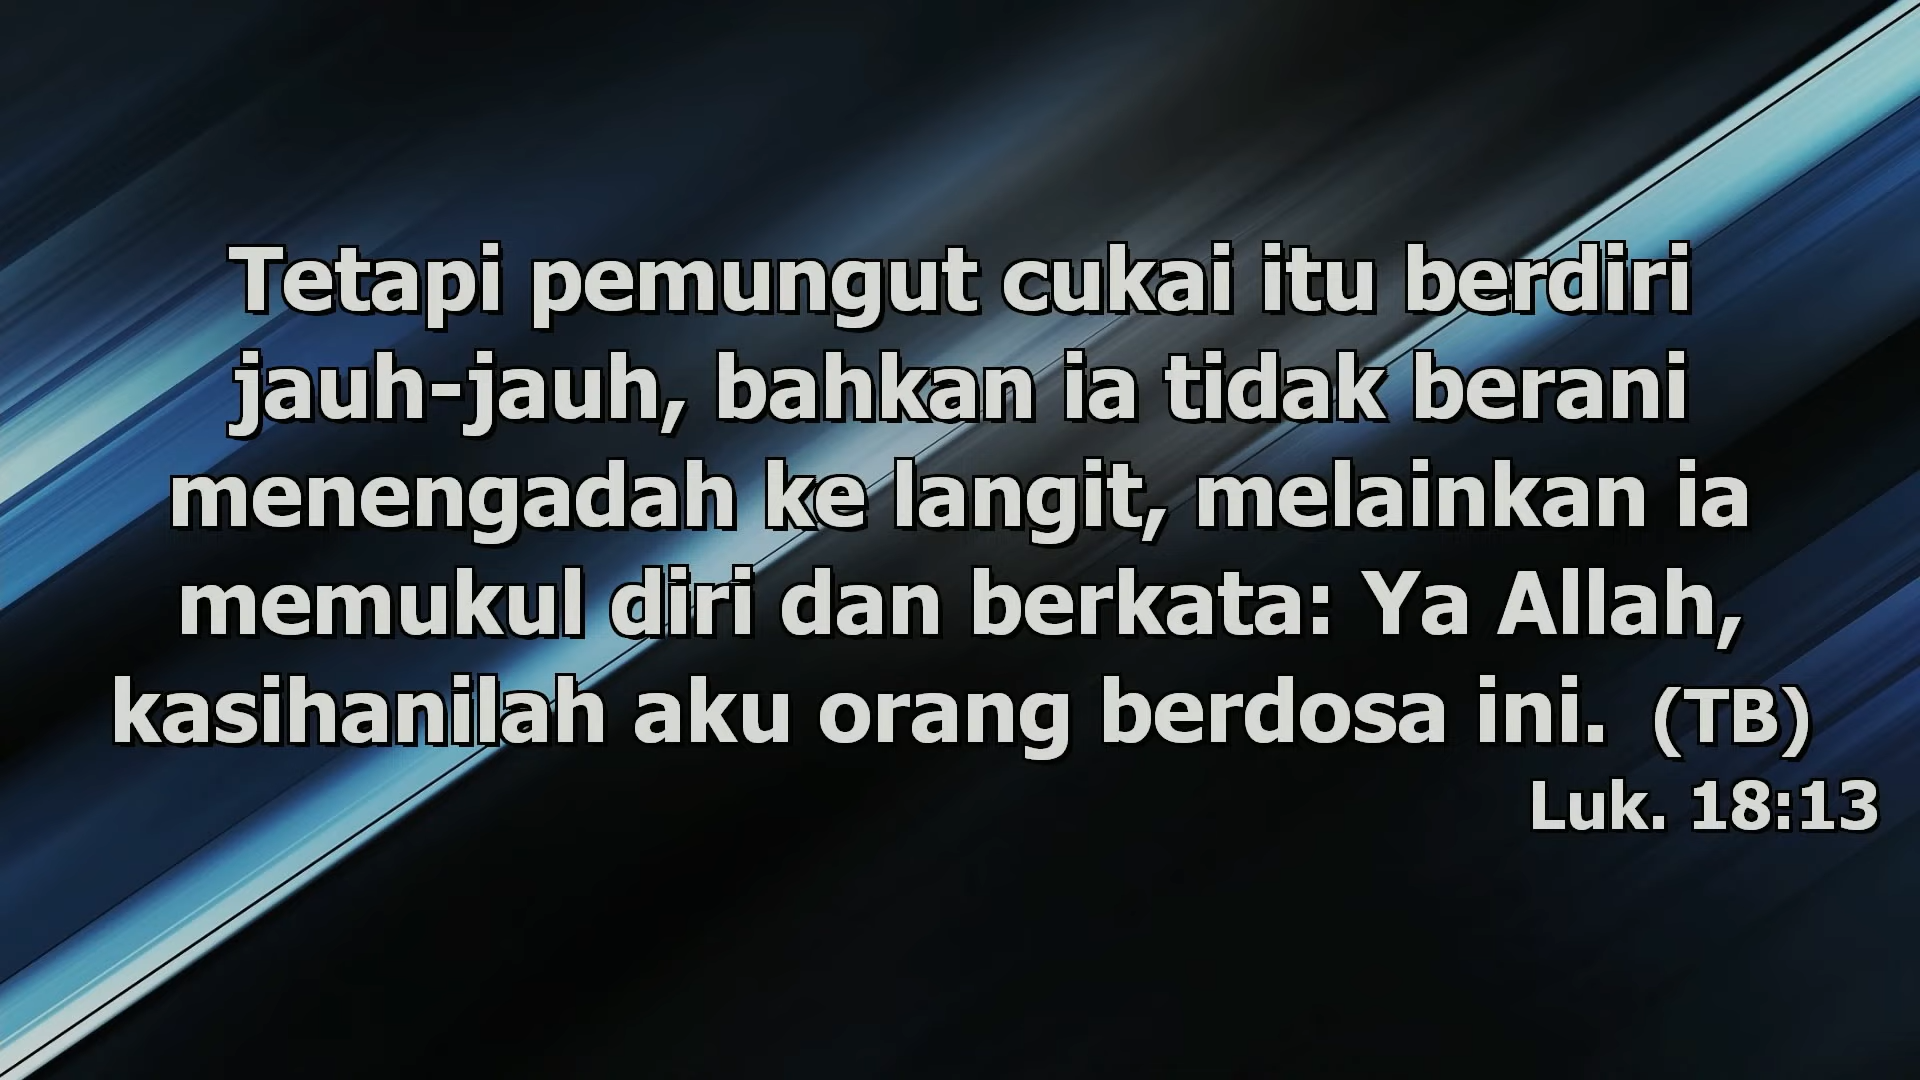 Tetapi pemungut cukai itu berdiri
jauh-jauh, bahkan ia tidak berani
menengadah ke langit, melainkan ia
memukul diri dan berkata: Ya Allah,
kasihanilah aku orang berdosa ini. (TB)
Luk. 18:13